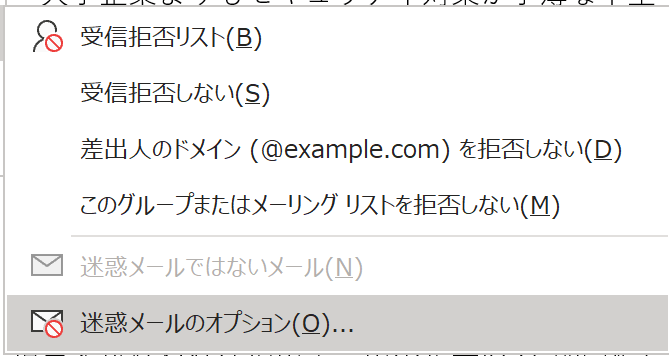 受信拒否リスト(B)
受信拒否しない(S)
差出人のドメイン (@example.com) を拒否しない(D)
このグループまたはメーリング リストを拒否しない(M)
迷惑メールではないメール(N)
迷惑メールのオプション(O)...